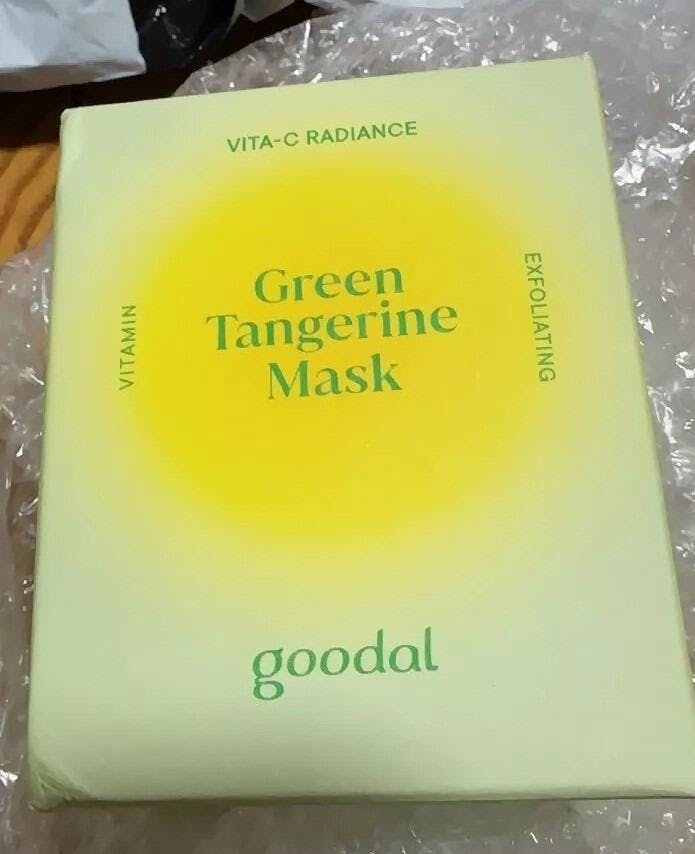 VITA-C RADIANCE
VITAMIN
EXFOLIATING
Green
Tangerine
Mask
goodal